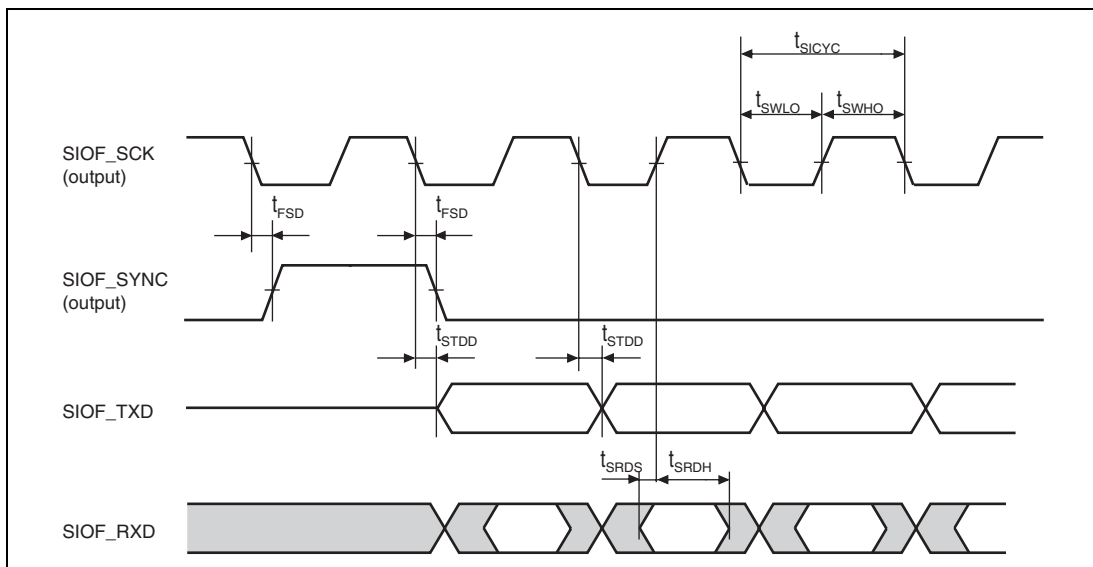 tSICYC
tSWLO tSWHO
SIOF_SCK
(output)
tFSD tFSD
SIOF_SYNC
(output)
tSTDD tSTDD
SIOF_TXD
tSRDS tSRDH
SIOF_RXD